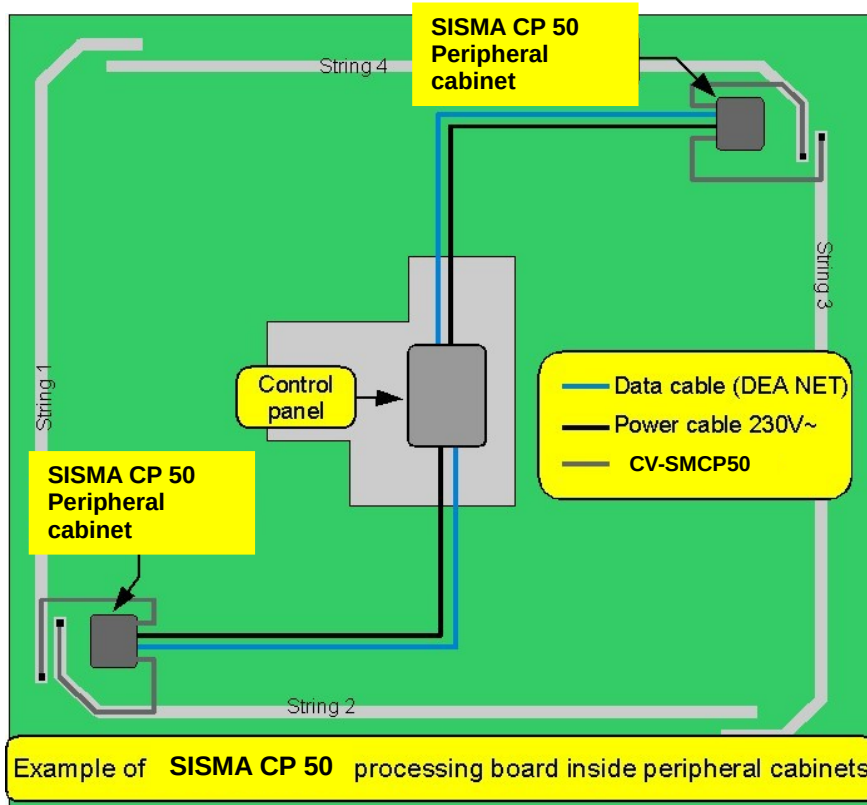 SISMA CP 50
Peripheral
cabinet
String 4
String 3
String 1
Control
panel
Data cable (DEA NET)
Power cable 230V~
CV-SMCP50
SISMA CP 50
Peripheral
cabinet
String 2
Example of SISMA CP 50 processing board inside peripheral cabinets